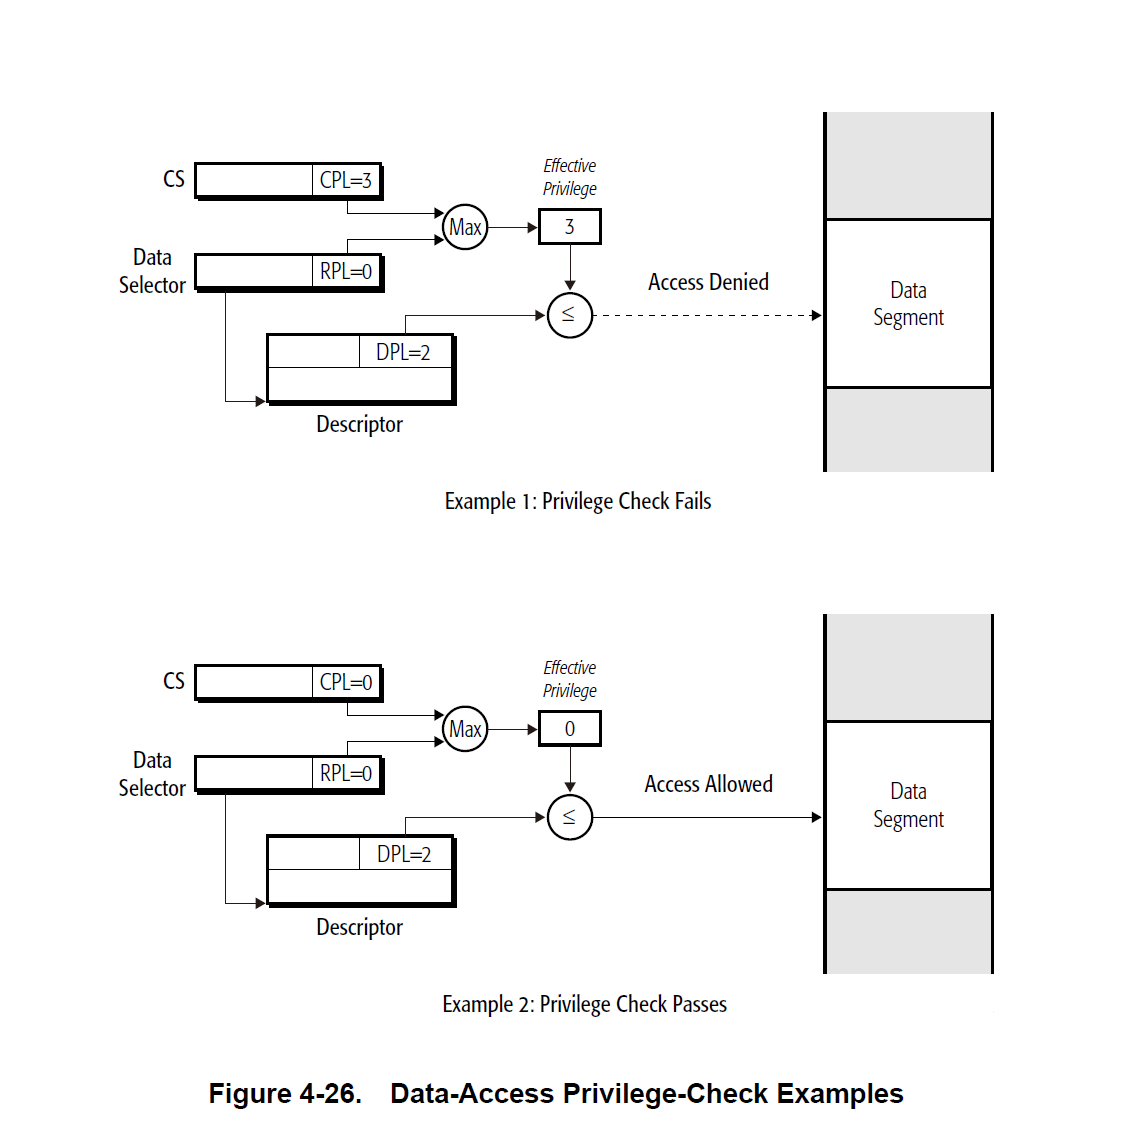 Effective
Privilege
CS
CPL=3
Max
3
Data
Selector
RPL=0
Access Denied
Data
Segment
≤
DPL=2
Descriptor
Example 1: Privilege Check Fails
Effective
Privilege
CS
CPL=0
Max
0
Data
Selector
RPL=0
Access Allowed
Data
Segment
≤
DPL=2
Descriptor
Example 2: Privilege Check Passes
Figure 4-26. Data-Access Privilege-Check Examples